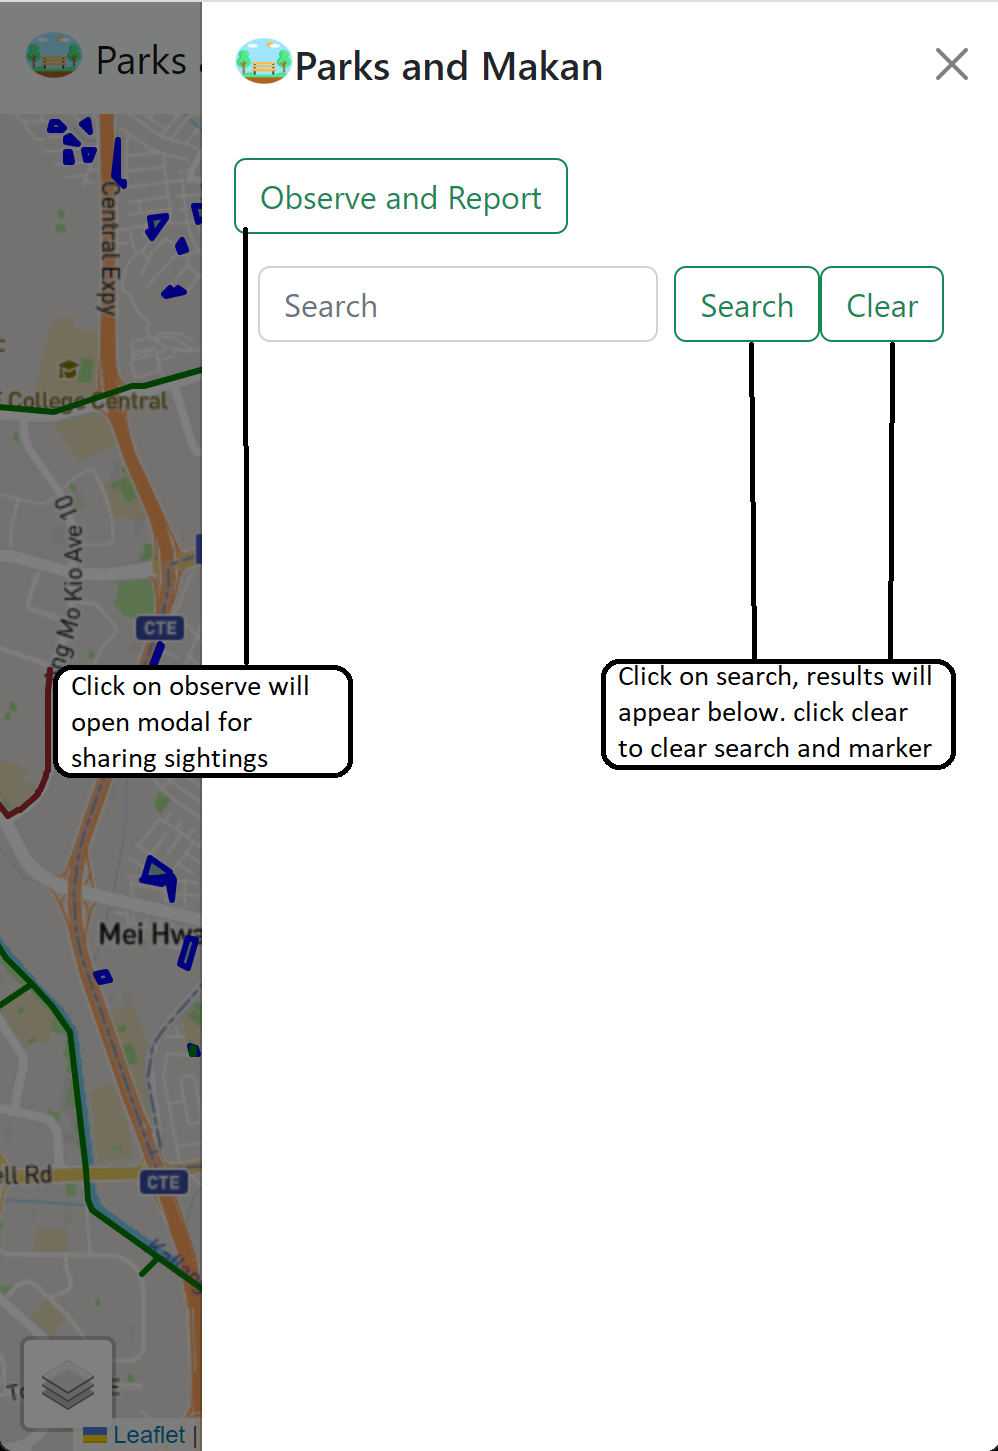 Parks
Parks and Makan
Observe and Report
Search
Search
Clear
Central Expy
College Central
Mo Kio Ave 10
CTE
Click on observe will
open modal for
sharing sightings
Click on search, results will
appear below. click clear
to clear search and marker
Mei Hwa
ll Rd
CTE
Kallang
Leaflet |